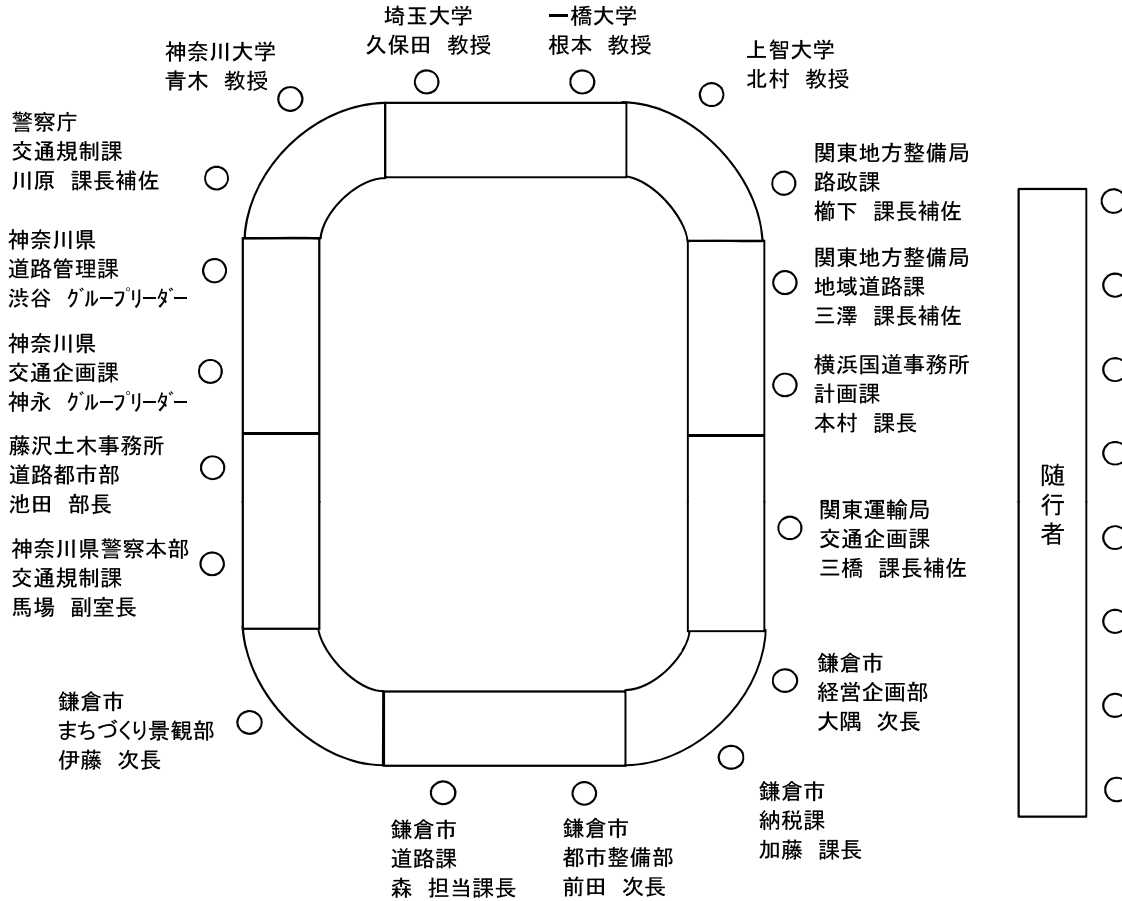 埼玉大学
久保田 教授
一橋大学
根本 教授
神奈川大学
青木 教授
上智大学
北村 教授
警察庁
交通規制課
川原 課長補佐
神奈川県
道路管理課
渋谷 グループリーダー
神奈川県
交通企画課
神永 グループリーダー
藤沢土木事務所
道路都市部
池田 部長
神奈川県警察本部
交通規制課
馬場 副室長
鎌倉市
まちづくり景観部
伊藤 次長
鎌倉市
道路課
森 担当課長
鎌倉市
都市整備部
前田 次長
鎌倉市
納税課
加藤 課長
鎌倉市
経営企画部
大隅 次長
関東運輸局
交通企画課
三橋 課長補佐
横浜国道事務所
計画課
本村 課長
関東地方整備局
地域道路課
三澤 課長補佐
関東地方整備局
路政課
櫛下 課長補佐
随行者